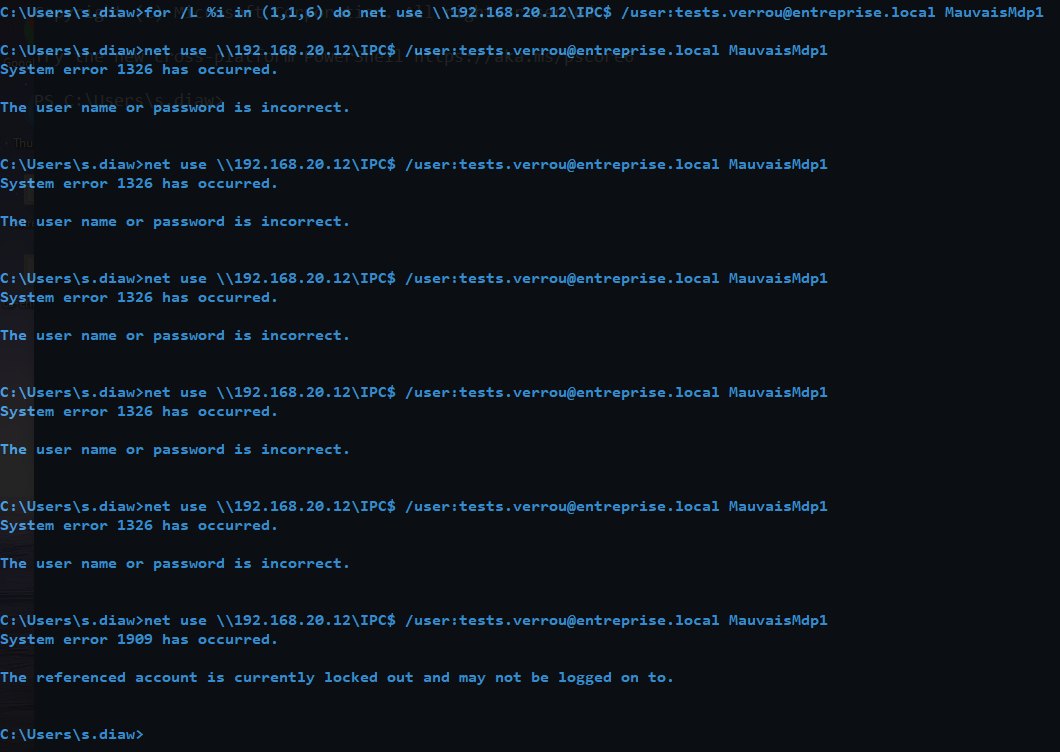 C:\Users\s.diaw>for /L %i in (1,1,6) do net use \\192.168.20.12\IPC$ /user:tests.verrou@entreprise.local MauvaisMdp1
C:\Users\s.diaw>net use \\192.168.20.12\IPC$ /user:tests.verrou@entreprise.local MauvaisMdp1
System error 1326 has occurred.
The user name or password is incorrect.
C:\Users\s.diaw>net use \\192.168.20.12\IPC$ /user:tests.verrou@entreprise.local MauvaisMdp1
System error 1326 has occurred.
The user name or password is incorrect.
C:\Users\s.diaw>net use \\192.168.20.12\IPC$ /user:tests.verrou@entreprise.local MauvaisMdp1
System error 1326 has occurred.
The user name or password is incorrect.
C:\Users\s.diaw>net use \\192.168.20.12\IPC$ /user:tests.verrou@entreprise.local MauvaisMdp1
System error 1326 has occurred.
The user name or password is incorrect.
C:\Users\s.diaw>net use \\192.168.20.12\IPC$ /user:tests.verrou@entreprise.local MauvaisMdp1
System error 1326 has occurred.
The user name or password is incorrect.
C:\Users\s.diaw>net use \\192.168.20.12\IPC$ /user:tests.verrou@entreprise.local MauvaisMdp1
System error 1909 has occurred.
The referenced account is currently locked out and may not be logged on to.
C:\Users\s.diaw>